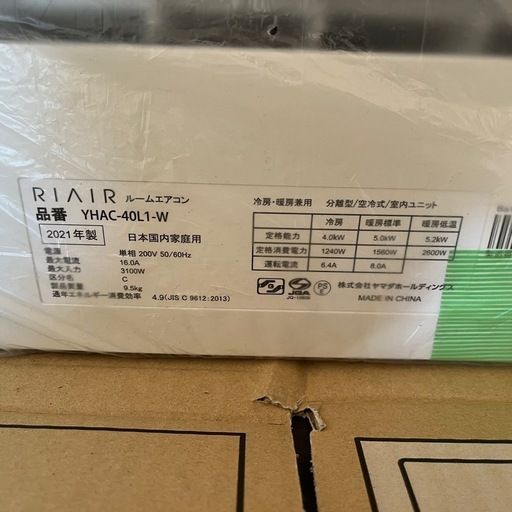 RIAIR ルームエアコン
品番 YHAC-40L1-W
2021年製 日本国内家庭用
電源 単相 200V 50/60Hz
最大電流 16.0A
最大入力 3100W
区分名 C
製品質量 9.5kg
通年エネルギー消費効率 4.9(JIS C 9612:2013)
冷房・暖房兼用 分離型/空冷式/室内ユニット
冷房 暖房標準 暖房低温
定格能力 4.0kW 5.0kW 5.2kW
定格消費電力 1240W 1560W 2600W
運転電流 6.4A 8.0A
JQA
PS
株式会社ヤマダホールディングス
MADE IN CHINA